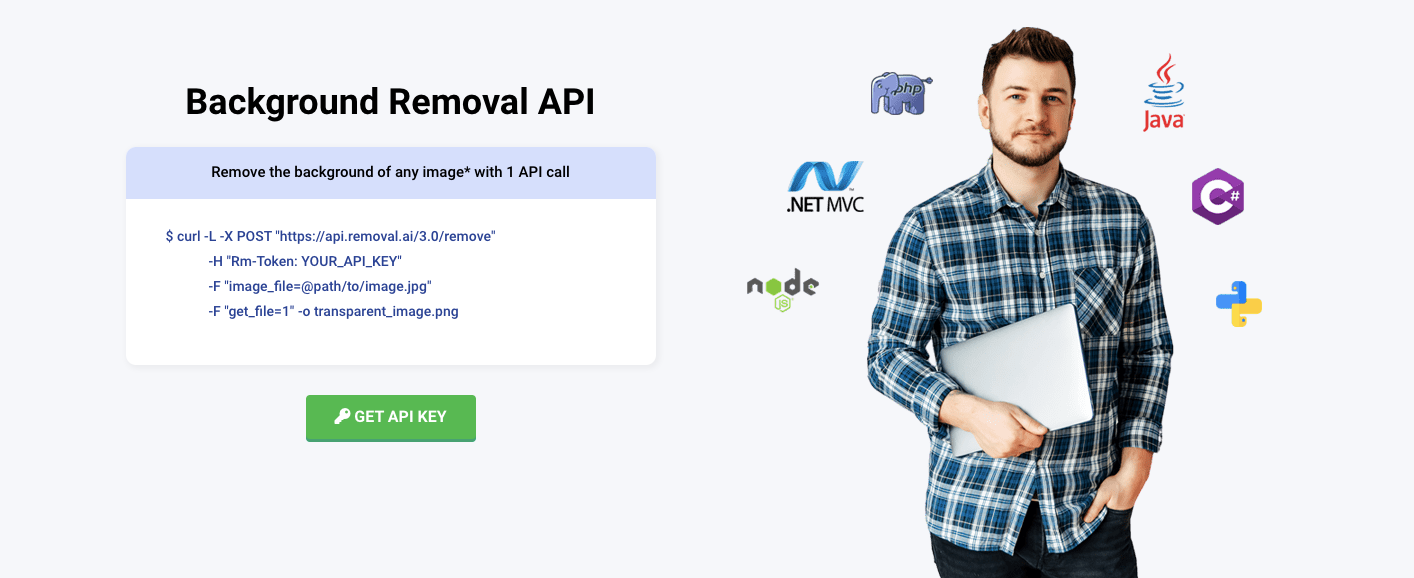 Background Removal API
Remove the background of any image* with 1 API call
$ curl -L -X POST "https://api.removal.ai/3.0/remove"
-H "Rm-Token: YOUR_API_KEY"
-F "image_file=@path/to/image.jpg"
-F "get_file=1" -o transparent_image.png
GET API KEY
php
Java
.NET MVC
C#
node
JS